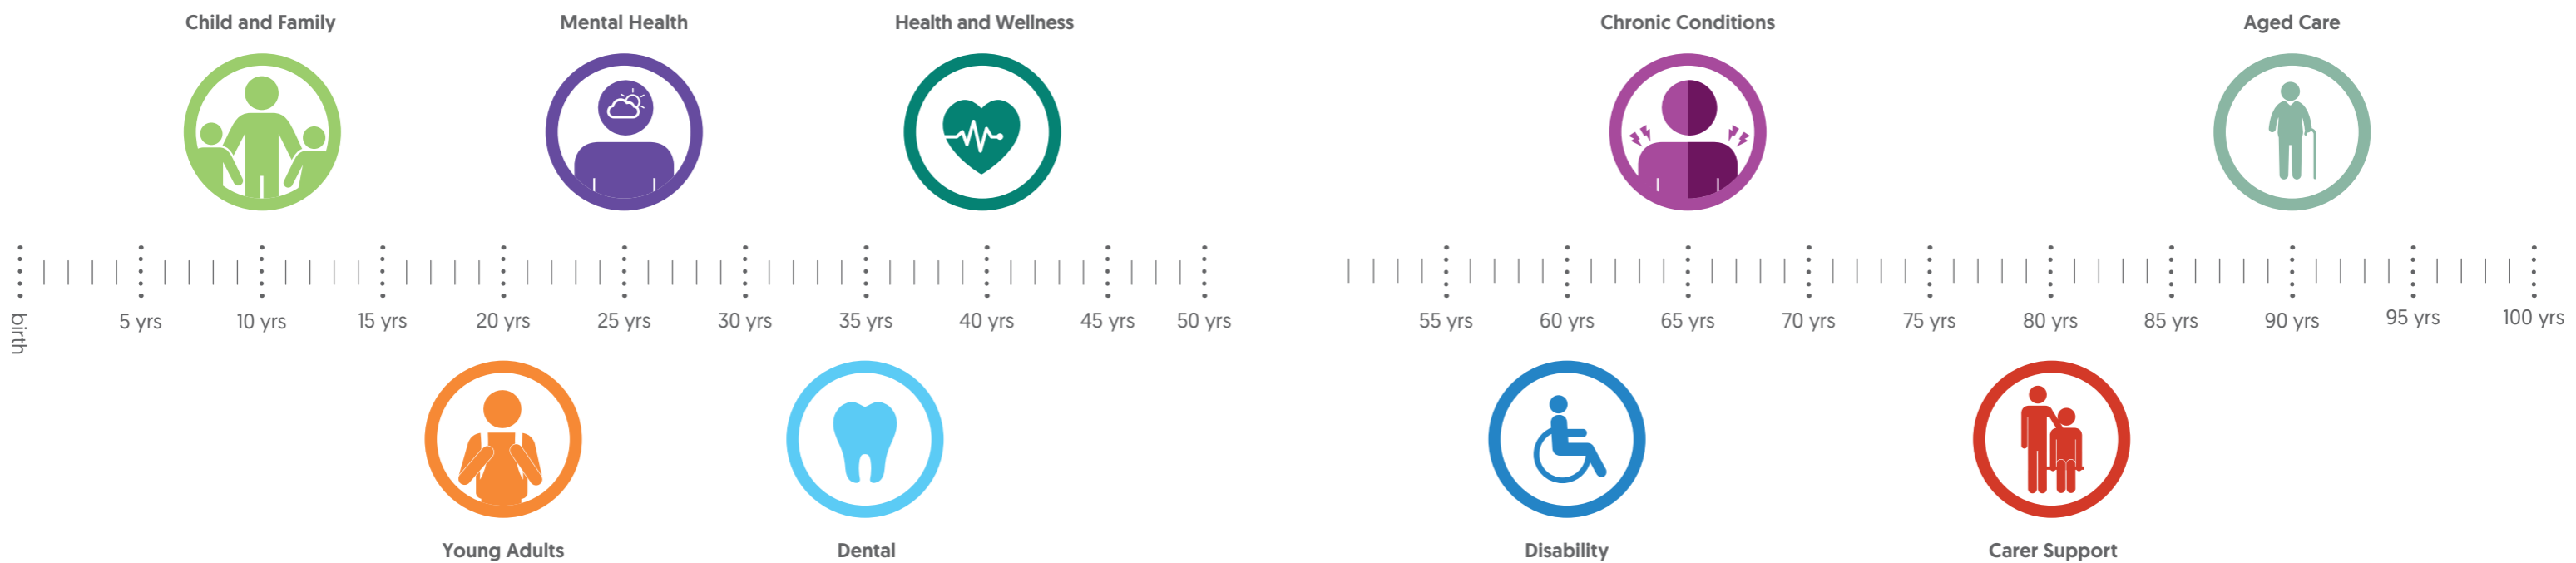 Child and Family
Mental Health
Health and Wellness
Chronic Conditions
Aged Care
birth
5 yrs
10 yrs
15 yrs
20 yrs
25 yrs
30 yrs
35 yrs
40 yrs
45 yrs
50 yrs
55 yrs
60 yrs
65 yrs
70 yrs
75 yrs
80 yrs
85 yrs
90 yrs
95 yrs
100 yrs
Young Adults
Dental
Disability
Carer Support